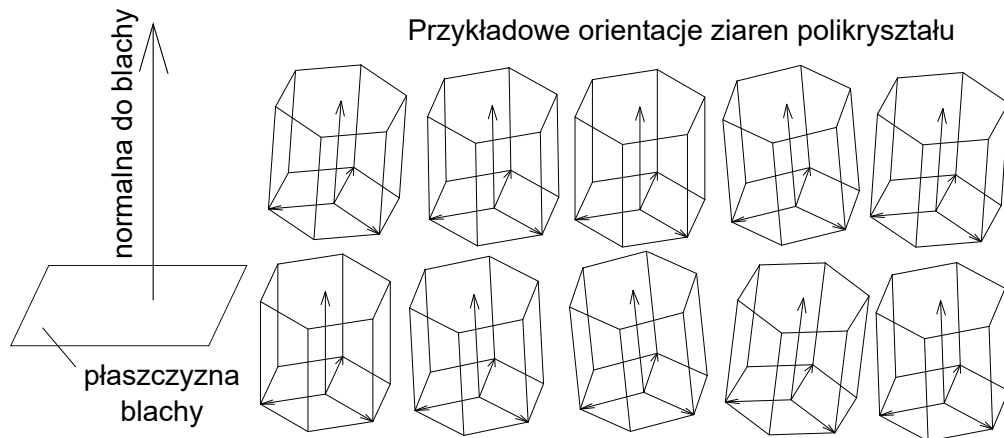 Przykładowe orientacje ziaren polikryształu
normalna do blachy
płaszczyzna
blachy